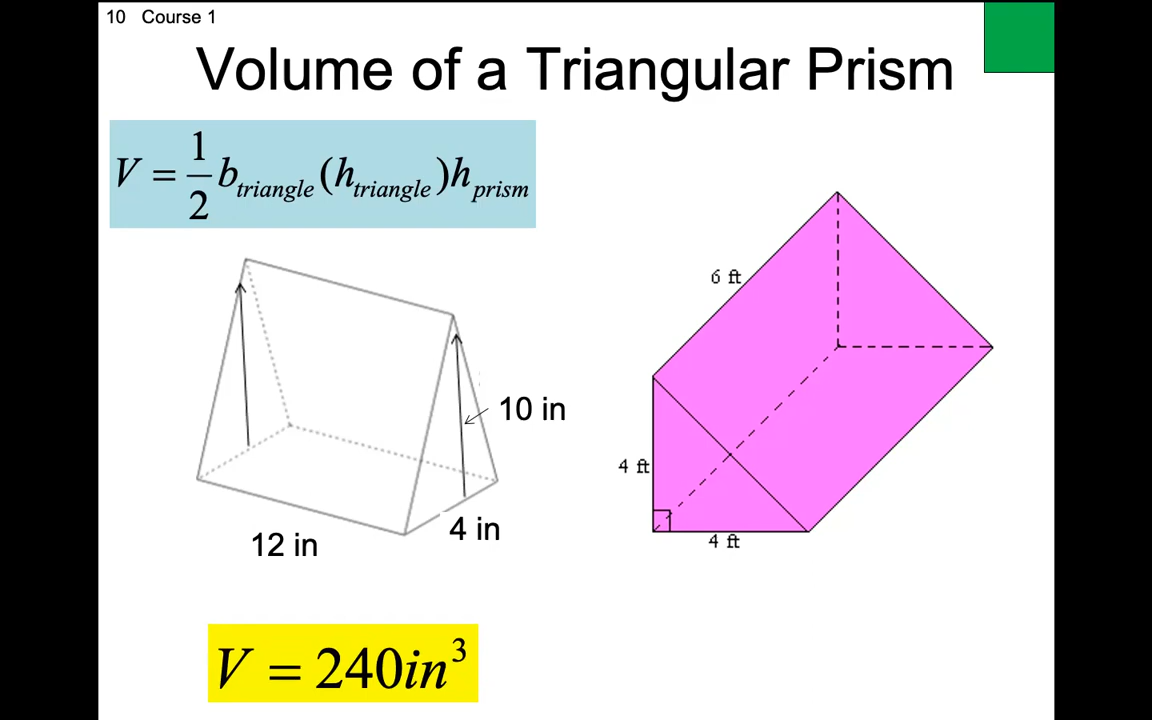 10 Course 1
Volume of a Triangular Prism
V = 1/2 b_triangle (h_triangle) h_prism
6 ft
10 in
4 ft
4 in
12 in
4 ft
V = 240in³